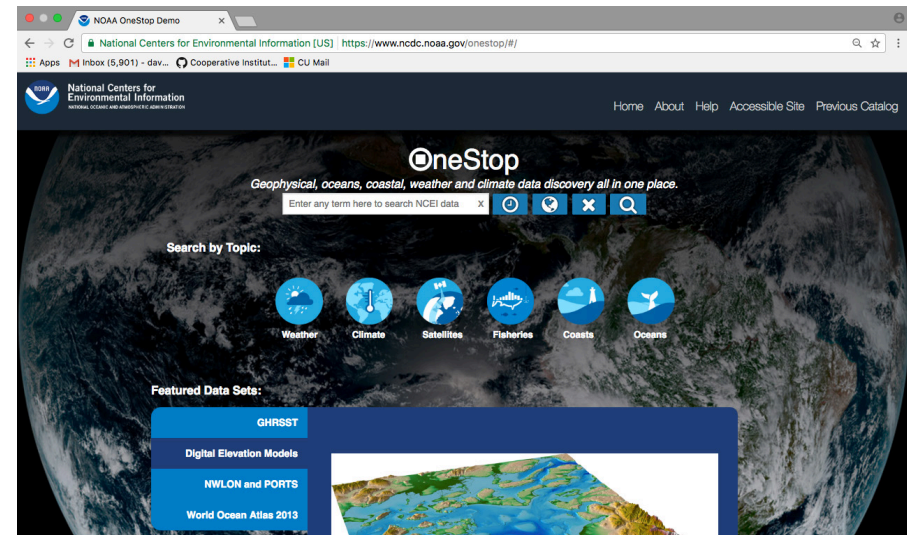 NOAA OneStop Demo
National Centers for Environmental Information [US] https://www.ncdc.noaa.gov/onestop/#/
Apps Inbox (5,901) - dav... Cooperative Institut... CU Mail
NOAA
National Centers for
Environmental Information
NATIONAL OCEANIC AND ATMOSPHERIC ADMINISTRATION
Home About Help Accessible Site Previous Catalog
OneStop
Geophysical, oceans, coastal, weather and climate data discovery all in one place.
Enter any term here to search NCEI data X
Search by Topic:
Weather Climate Satellites Fisheries Coasts Oceans
Featured Data Sets:
GHRSST
Digital Elevation Models
NWLON and PORTS
World Ocean Atlas 2013